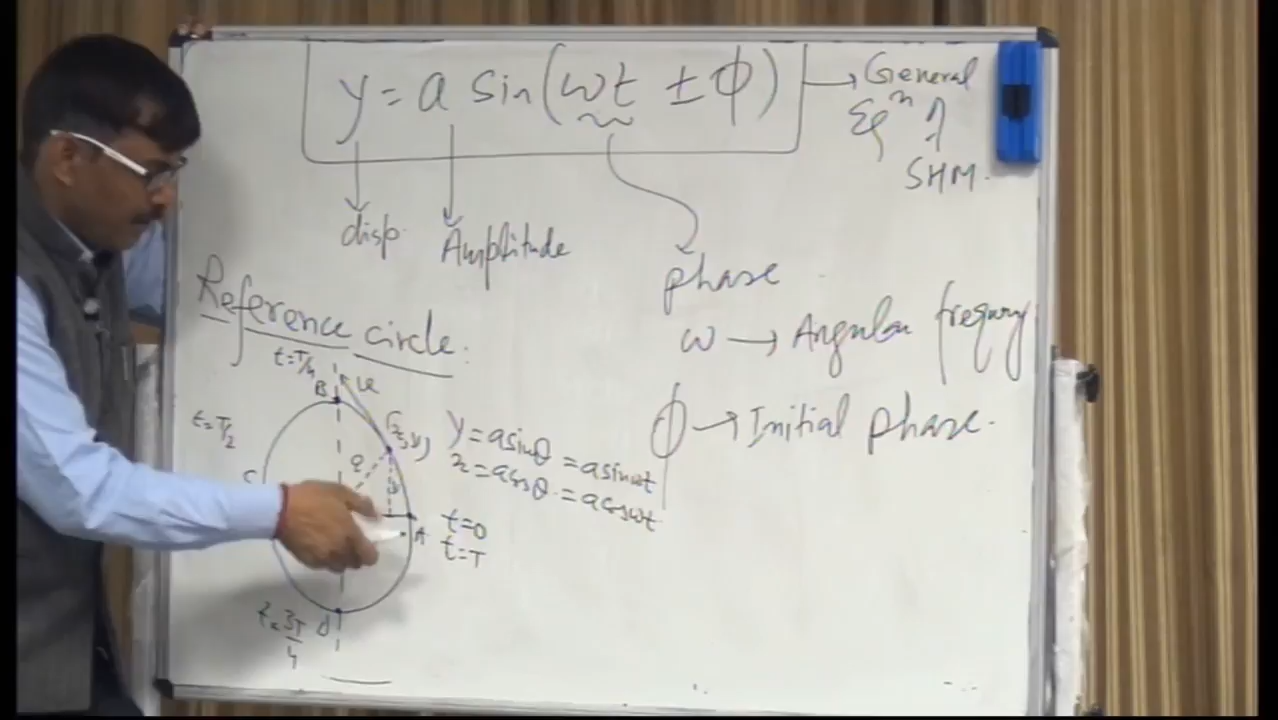 y = a sin(ωt ± ϕ) → General
Eqⁿ of
SHM.
disp.
Amplitude
phase
ω → Angular frequency
ϕ → Initial phase.
Reference circle.
t=T/4
B
v
t=T/2
(x,y)
a
y
C
A
y = a sinθ = a sinωt
x = a cosθ = a cosωt
t=0
t=T
t=3T/4
D